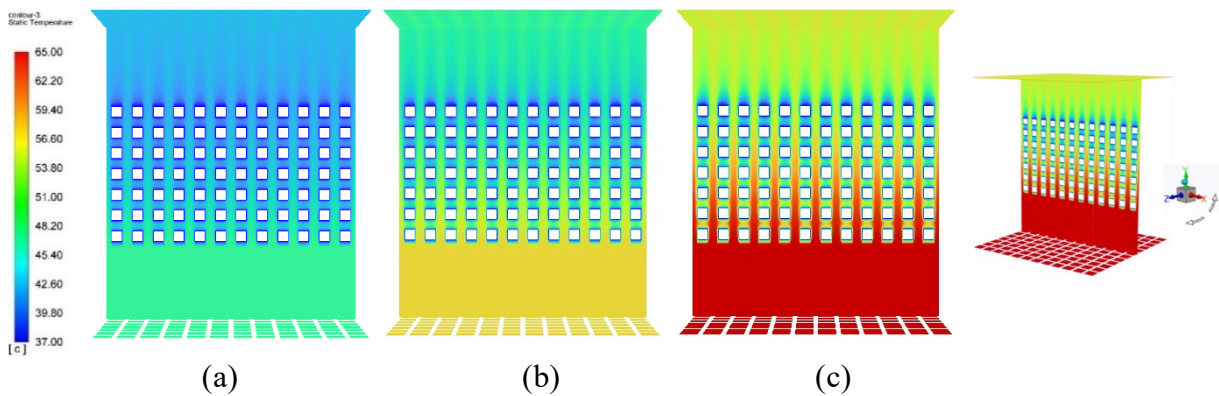 contour-3
Static Temperature
65.00
62.20
59.40
56.60
53.80
51.00
48.20
45.40
42.60
39.80
37.00
[ C ]
(a)
(b)
(c)
Y
Z
X